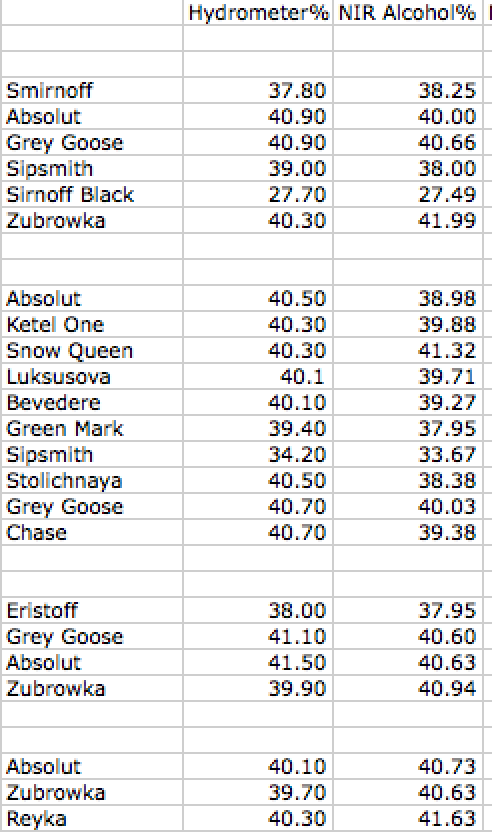 Hydrometer% NIR Alcohol%
Smirnoff 37.80 38.25
Absolut 40.90 40.00
Grey Goose 40.90 40.66
Sipsmith 39.00 38.00
Sirnoff Black 27.70 27.49
Zubrowka 40.30 41.99
Absolut 40.50 38.98
Ketel One 40.30 39.88
Snow Queen 40.30 41.32
Luksusova 40.1 39.71
Bevedere 40.10 39.27
Green Mark 39.40 37.95
Sipsmith 34.20 33.67
Stolichnaya 40.50 38.38
Grey Goose 40.70 40.03
Chase 40.70 39.38
Eristoff 38.00 37.95
Grey Goose 41.10 40.60
Absolut 41.50 40.63
Zubrowka 39.90 40.94
Absolut 40.10 40.73
Zubrowka 39.70 40.63
Reyka 40.30 41.63